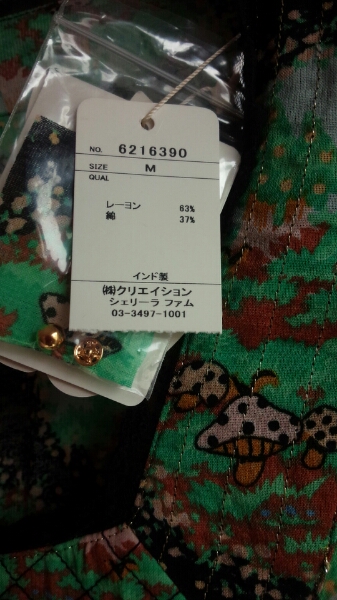 NO. 6216390
SIZE M
QUAL
レーヨン 63%
綿 37%
インド製
㈱クリエイション
シェリーラ ファム
03-3497-1001